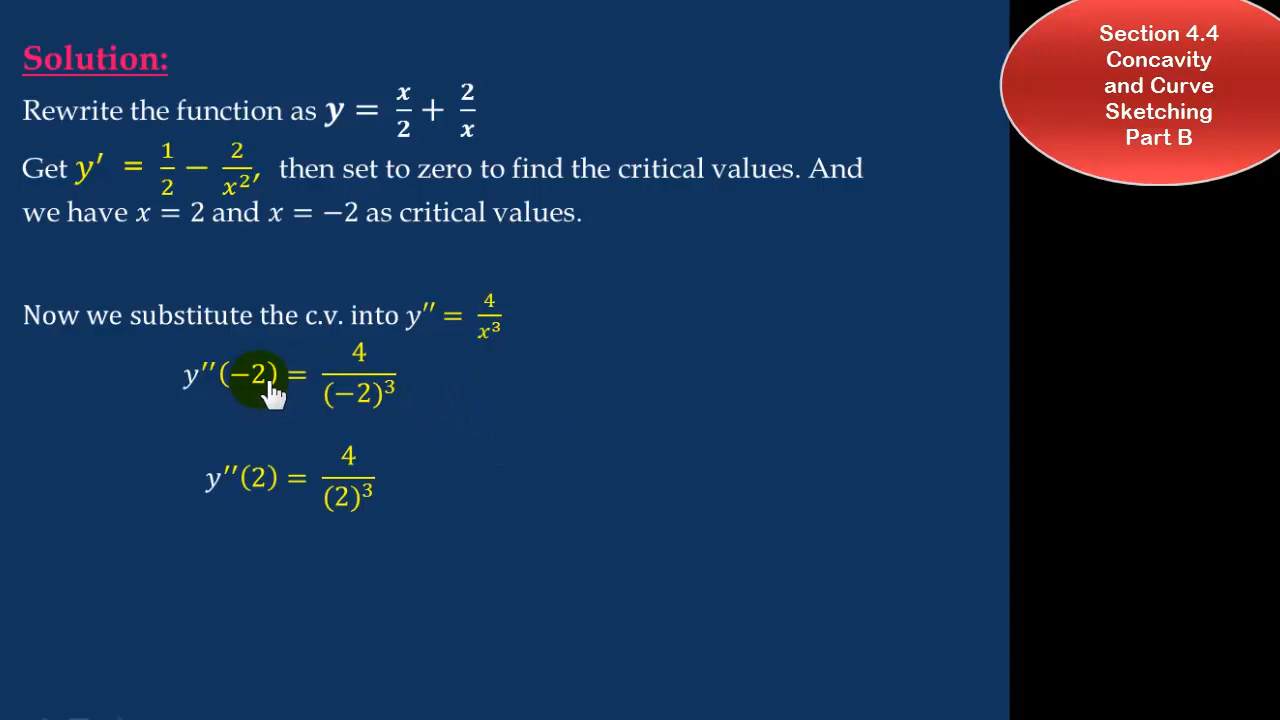 Solution:
Rewrite the function as y = x/2 + 2/x
Get y′ = 1/2 − 2/x², then set to zero to find the critical values. And
we have x = 2 and x = −2 as critical values.
Now we substitute the c.v. into y′′ = 4/x³
y′′(−2) = 4/(−2)³
y′′(2) = 4/(2)³
Section 4.4
Concavity
and Curve
Sketching
Part B